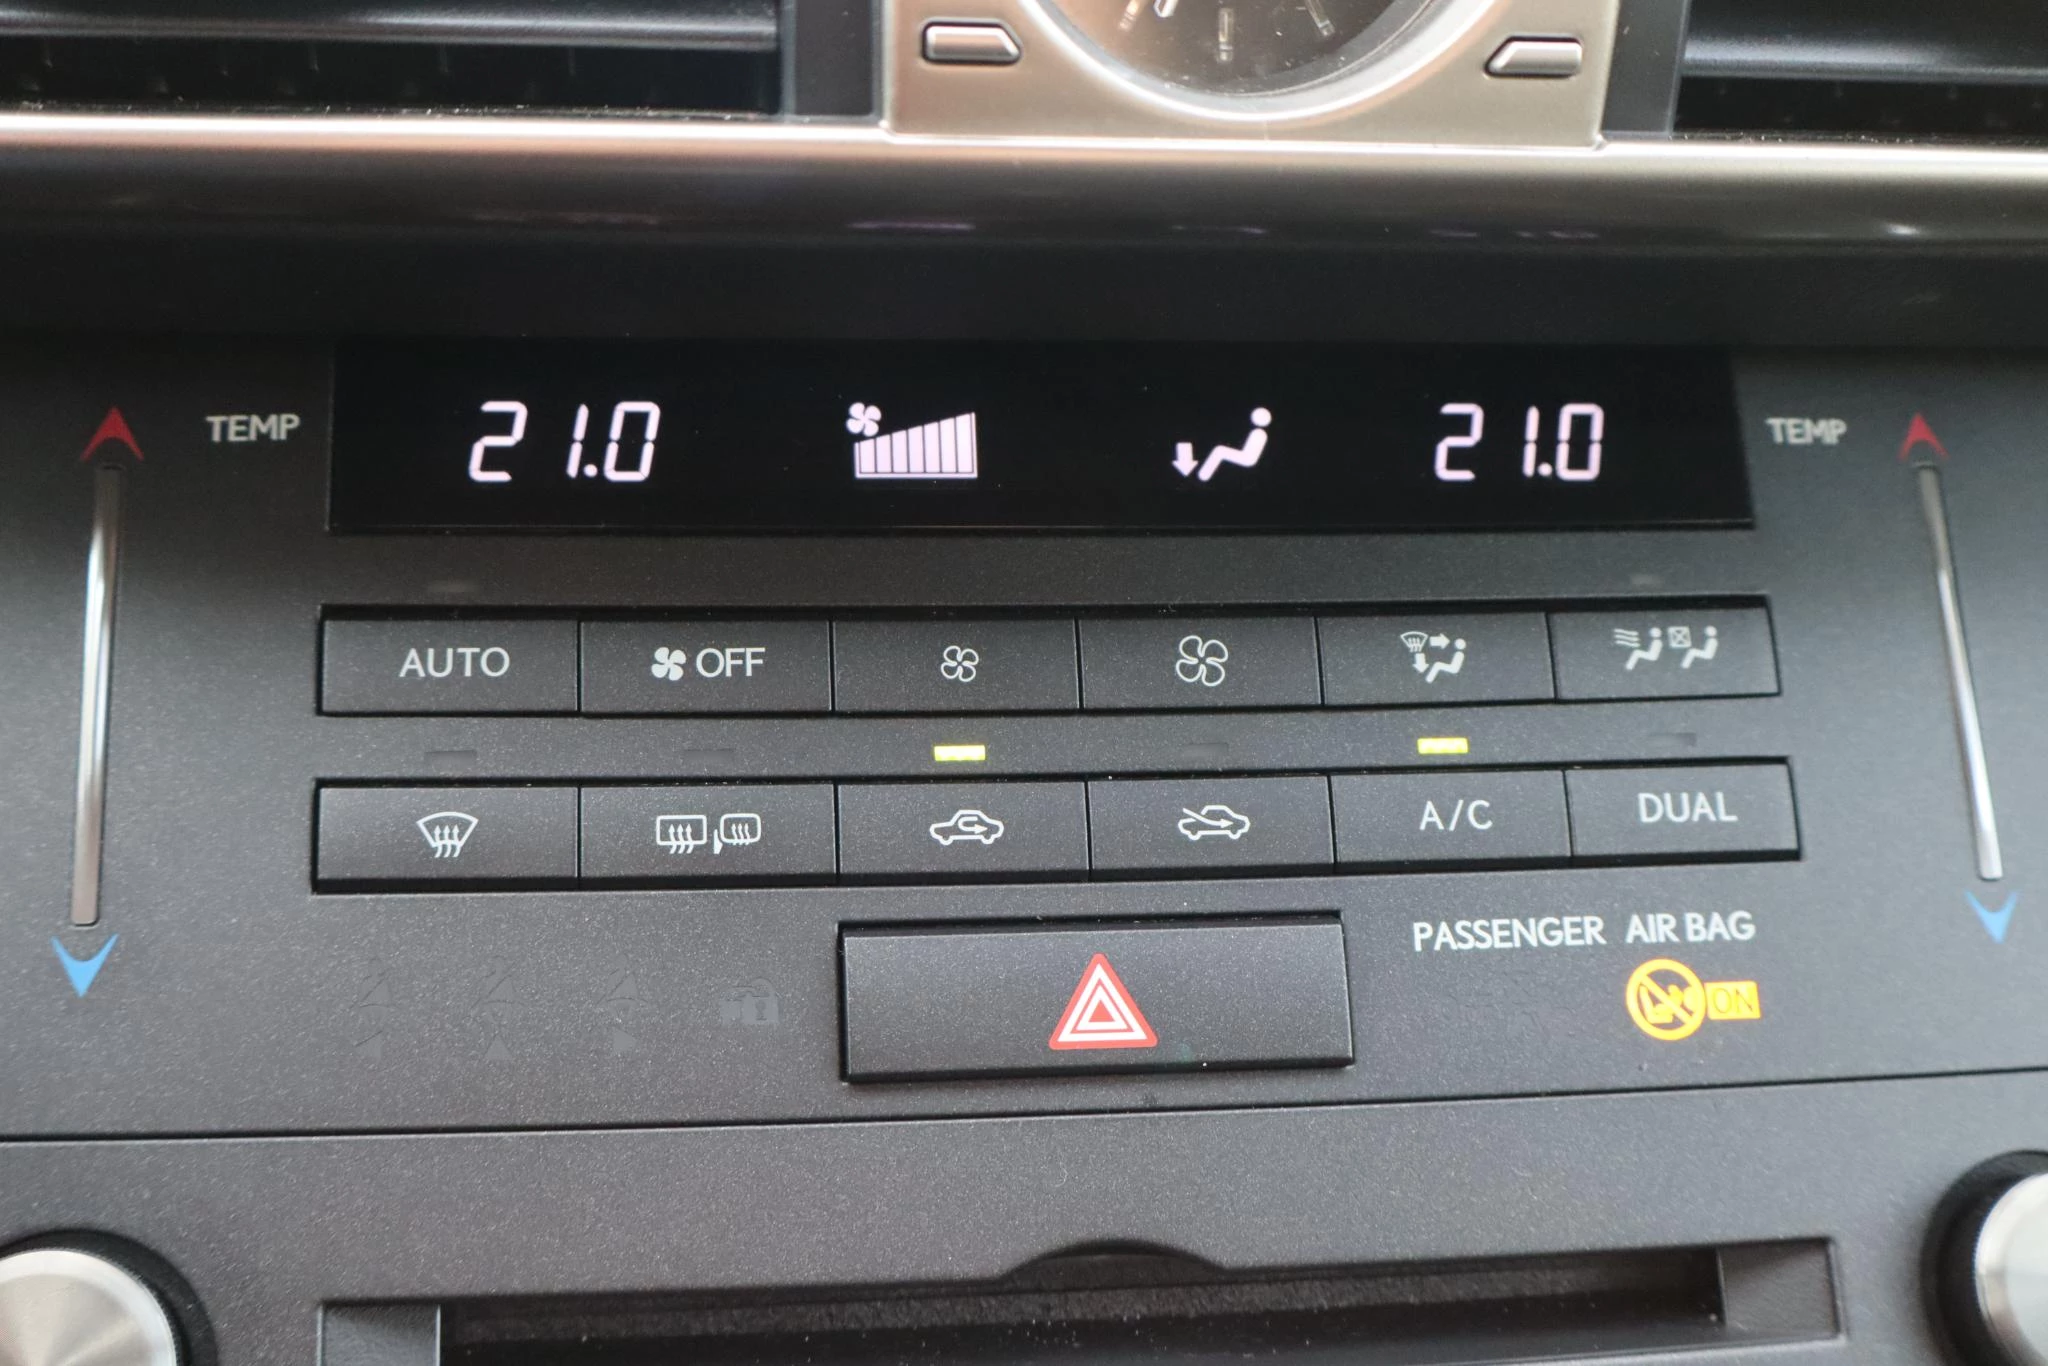 TEMP 21.0 21.0 TEMP
AUTO OFF
A/C DUAL
PASSENGER AIR BAG
ON